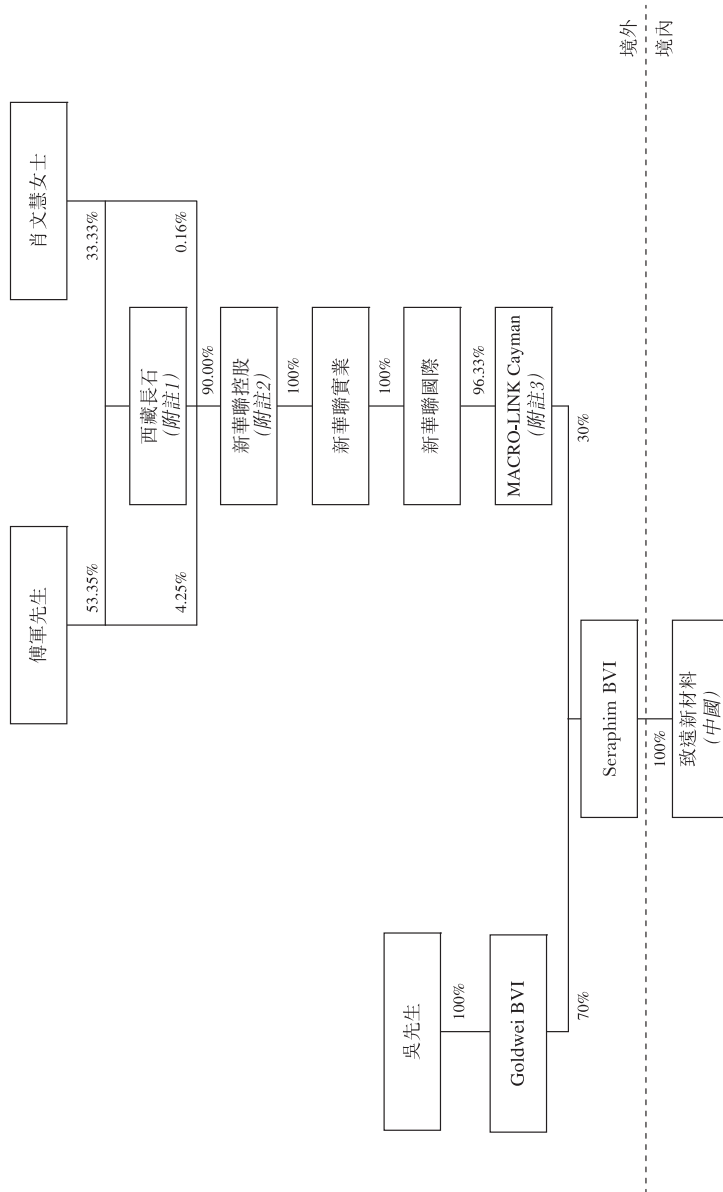 傅軍先生
肖文慧女士
53.35%
33.33%
西藏長石
(附註1)
4.25%
0.16%
90.00%
新華聯控股
(附註2)
100%
新華聯實業
100%
吳先生
新華聯國際
100%
96.33%
Goldwei BVI
MACRO-LINK Cayman
(附註3)
70%
30%
Seraphim BVI
境外
100%
境內
致遠新材料
(中國)